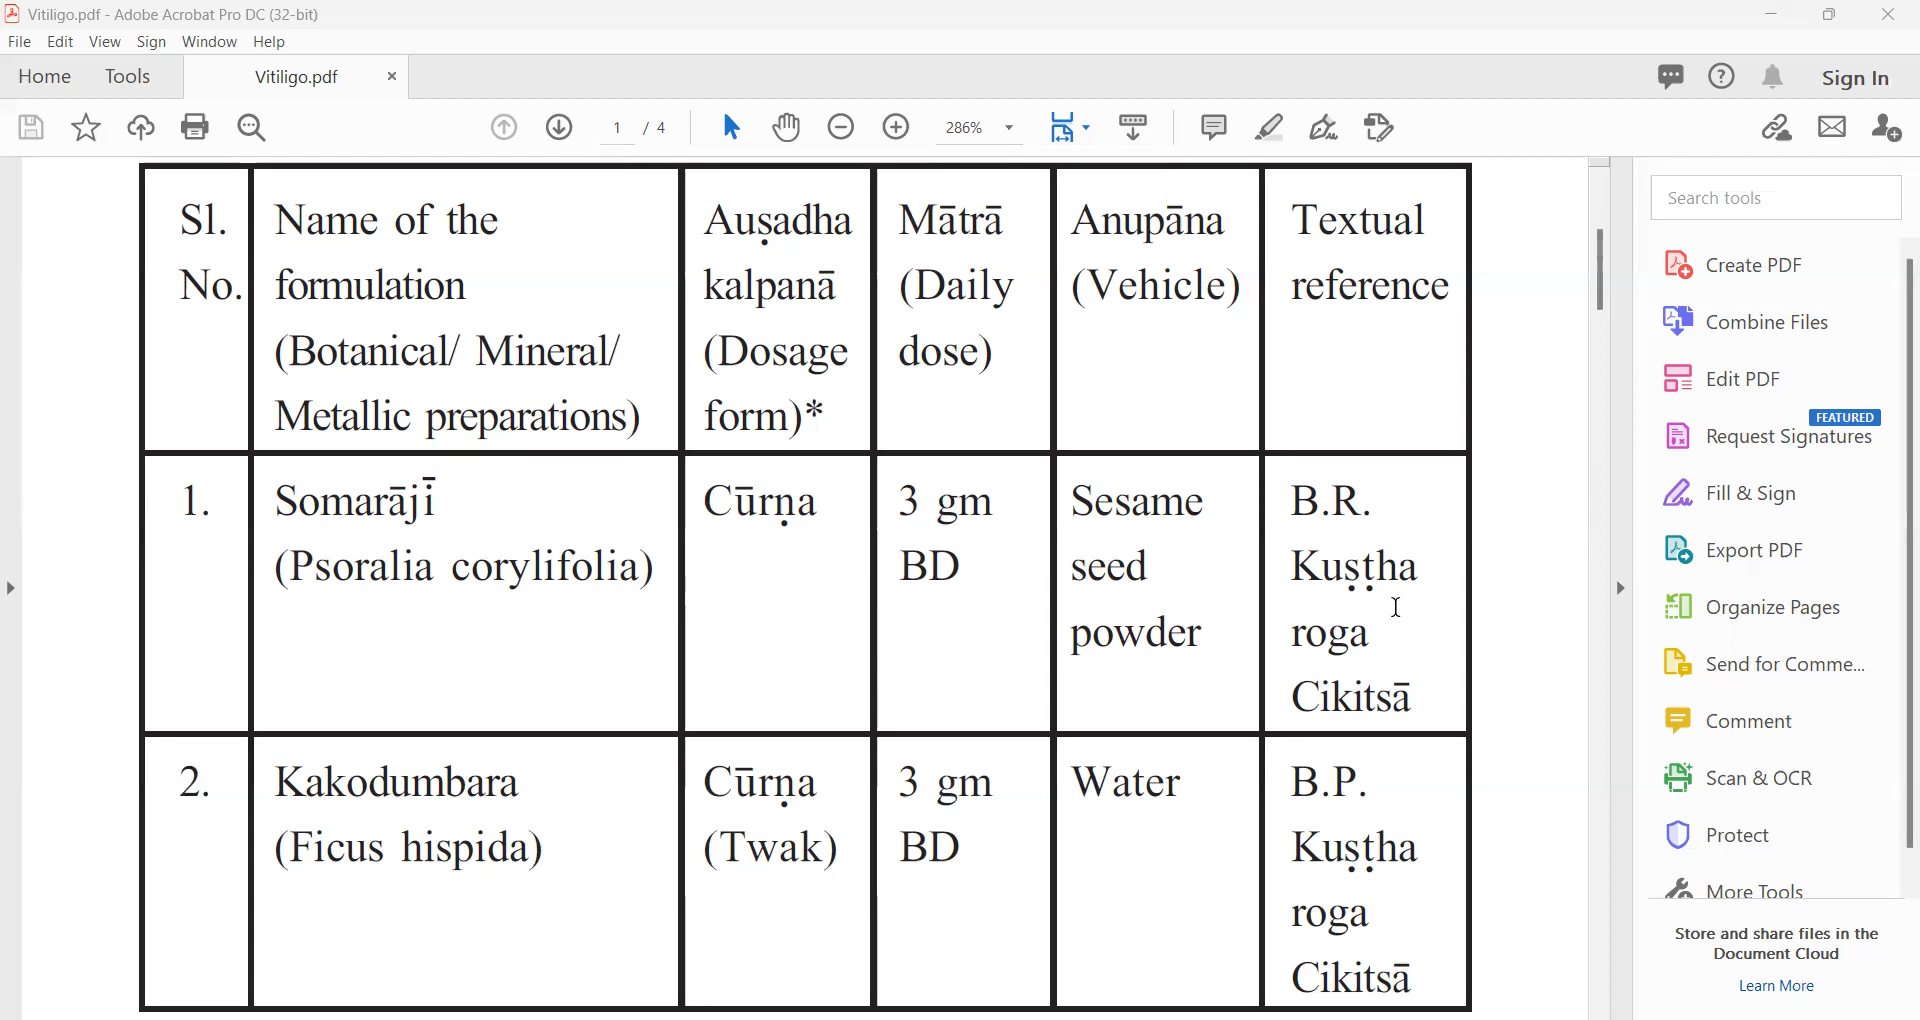 Vitiligo.pdf - Adobe Acrobat Pro DC (32-bit)
File Edit View Sign Window Help
Home Tools Vitiligo.pdf Sign In
1 / 4 286%
Sl. No.
Name of the formulation (Botanical/ Mineral/ Metallic preparations)
Auṣadha kalpanā (Dosage form)*
Mātrā (Daily dose)
Anupāna (Vehicle)
Textual reference
1.
Somarājī
(Psoralia corylifolia)
Cūrṇa
3 gm
BD
Sesame
seed
powder
B.R.
Kuṣṭha
roga
Cikitsā
2.
Kakodumbara
(Ficus hispida)
Cūrṇa
(Twak)
3 gm
BD
Water
B.P.
Kuṣṭha
roga
Cikitsā
Search tools
Create PDF
Combine Files
Edit PDF
FEATURED
Request Signatures
Fill & Sign
Export PDF
Organize Pages
Send for Comme...
Comment
Scan & OCR
Protect
More Tools
Store and share files in the
Document Cloud
Learn More